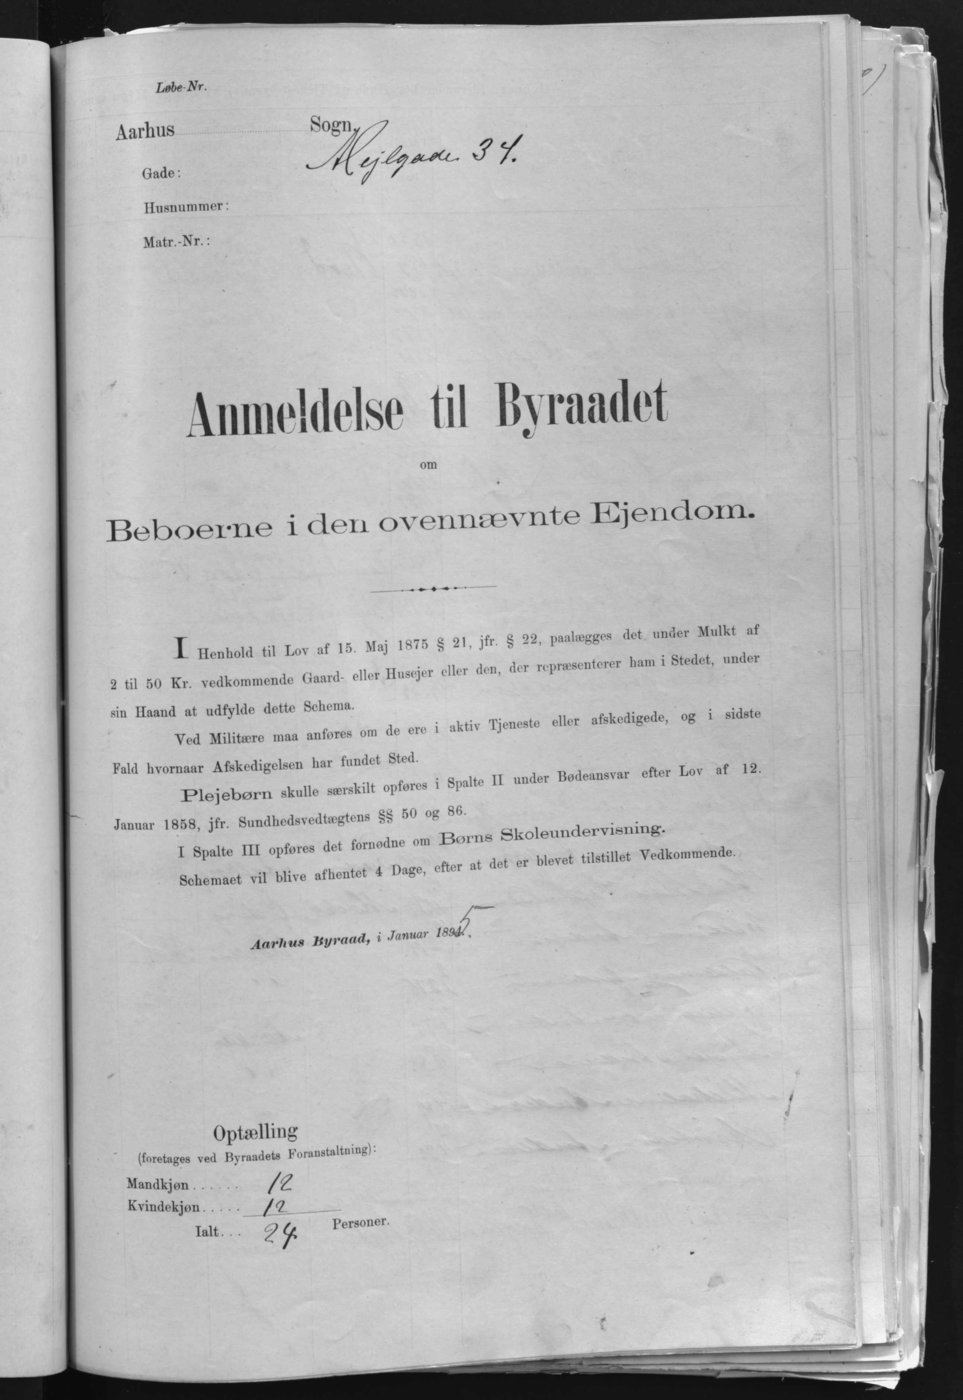 Løbe-Nr.
Aarhus Sogn.
Mejlgade 34.
Gade:
Husnummer:
Matr.-Nr.:
Anmeldelse til Byraadet
om
Beboerne i den ovennævnte Ejendom.
I Henhold til Lov af 15. Maj 1875 § 21, jfr. § 22, paalægges det under Mulkt af
2 til 50 Kr. vedkommende Gaard- eller Husejer eller den, der repræsenterer ham i Stedet, under
sin Haand at udfylde dette Schema.
Ved Militære maa anføres om de ere i aktiv Tjeneste eller afskedigede, og i sidste
Fald hvornaar Afskedigelsen har fundet Sted.
Plejebørn skulle særskilt opføres i Spalte II under Bødeansvar efter Lov af 12.
Januar 1858, jfr. Sundhedsvedtægtens §§ 50 og 86.
I Spalte III opføres det fornødne om Børns Skoleundervisning.
Schemaet vil blive afhentet 4 Dage, efter at det er blevet tilstillet Vedkommende.
Aarhus Byraad, i Januar 1895.
Optælling
(foretages ved Byraadets Foranstaltning):
Mandkjøn...... 12
Kvindekjøn..... 12
Ialt... 24 Personer.